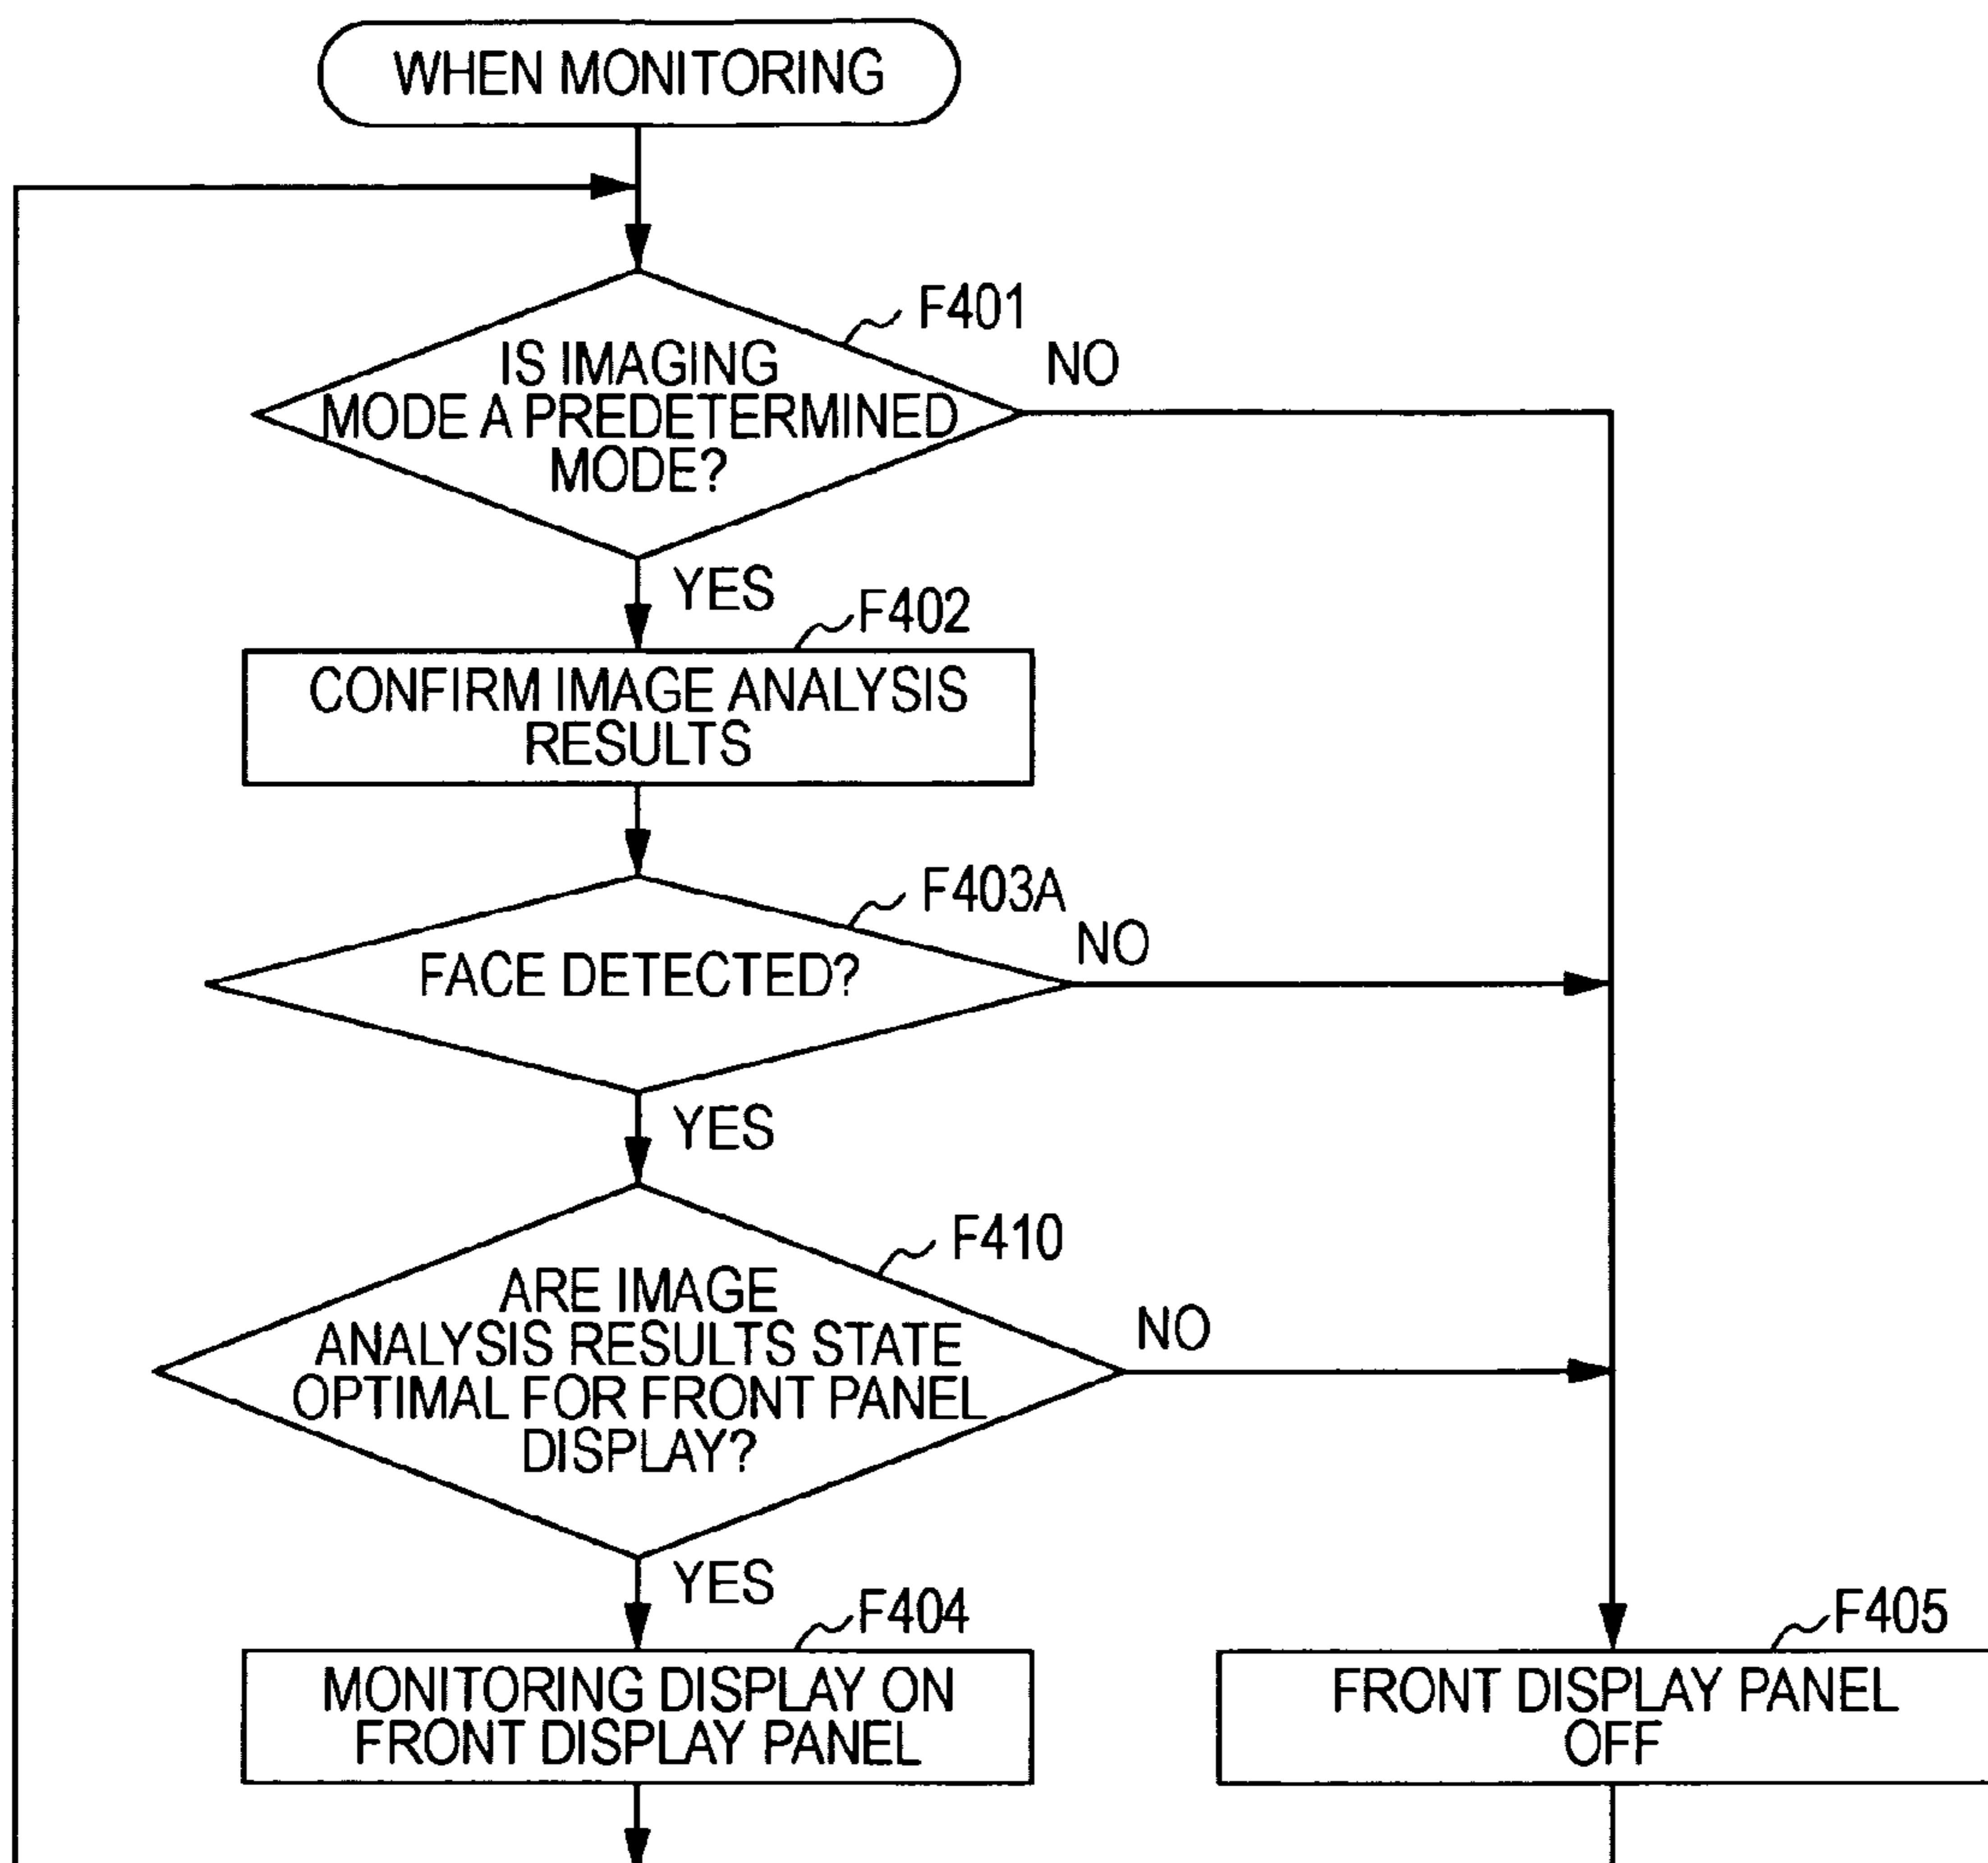 WHEN MONITORING
F401
IS IMAGING
MODE A PREDETERMINED
MODE?
NO
YES
F402
CONFIRM IMAGE ANALYSIS
RESULTS
F403A
FACE DETECTED?
NO
YES
F410
ARE IMAGE
ANALYSIS RESULTS STATE
OPTIMAL FOR FRONT PANEL
DISPLAY?
NO
YES
F404
MONITORING DISPLAY ON
FRONT DISPLAY PANEL
F405
FRONT DISPLAY PANEL
OFF